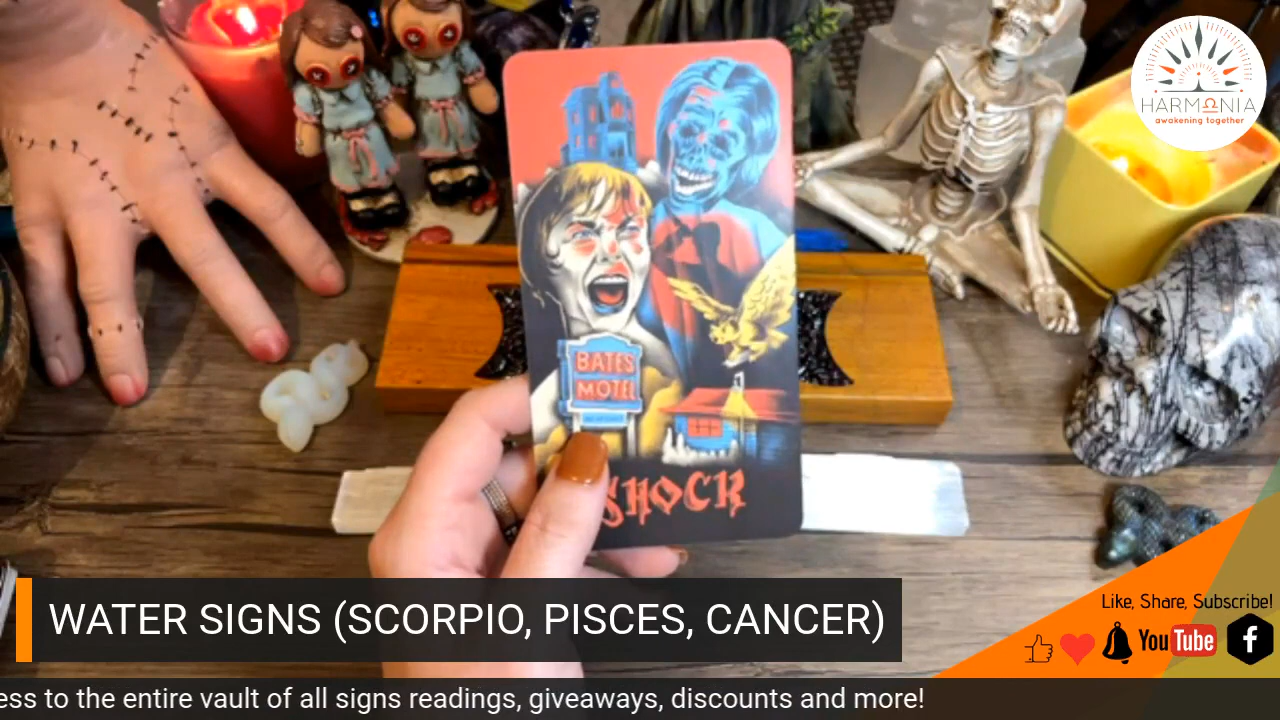 HARMONIA
awakening together
BATES
MOTEL
SHOCK
WATER SIGNS (SCORPIO, PISCES, CANCER)
Like, Share, Subscribe!
YouTube
f
ess to the entire vault of all signs readings, giveaways, discounts and more!